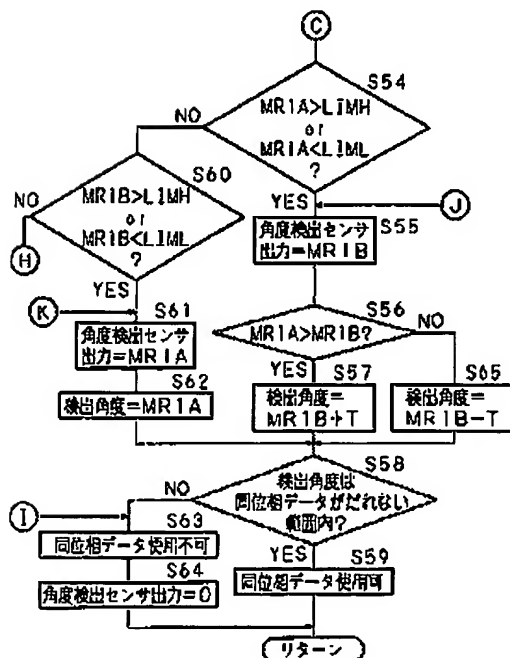 C
S54
MR1A>LIMH
or
MR1A<LIML
?
NO
YES
S60
MR1B>LIMH
or
MR1B<LIML
?
NO
H
YES
J
S55
角度検出センサ
出力=MR1B
K
S61
角度検出センサ
出力=MR1A
S56
MR1A>MR1B?
NO
YES
S62
検出角度=MR1A
S57
検出角度=
MR1B+T
S65
検出角度=
MR1B-T
S58
検出角度は
同位相データがだれない
範囲内?
NO
YES
I
S63
同位相データ使用不可
S59
同位相データ使用可
S64
角度検出センサ出力=0
リターン